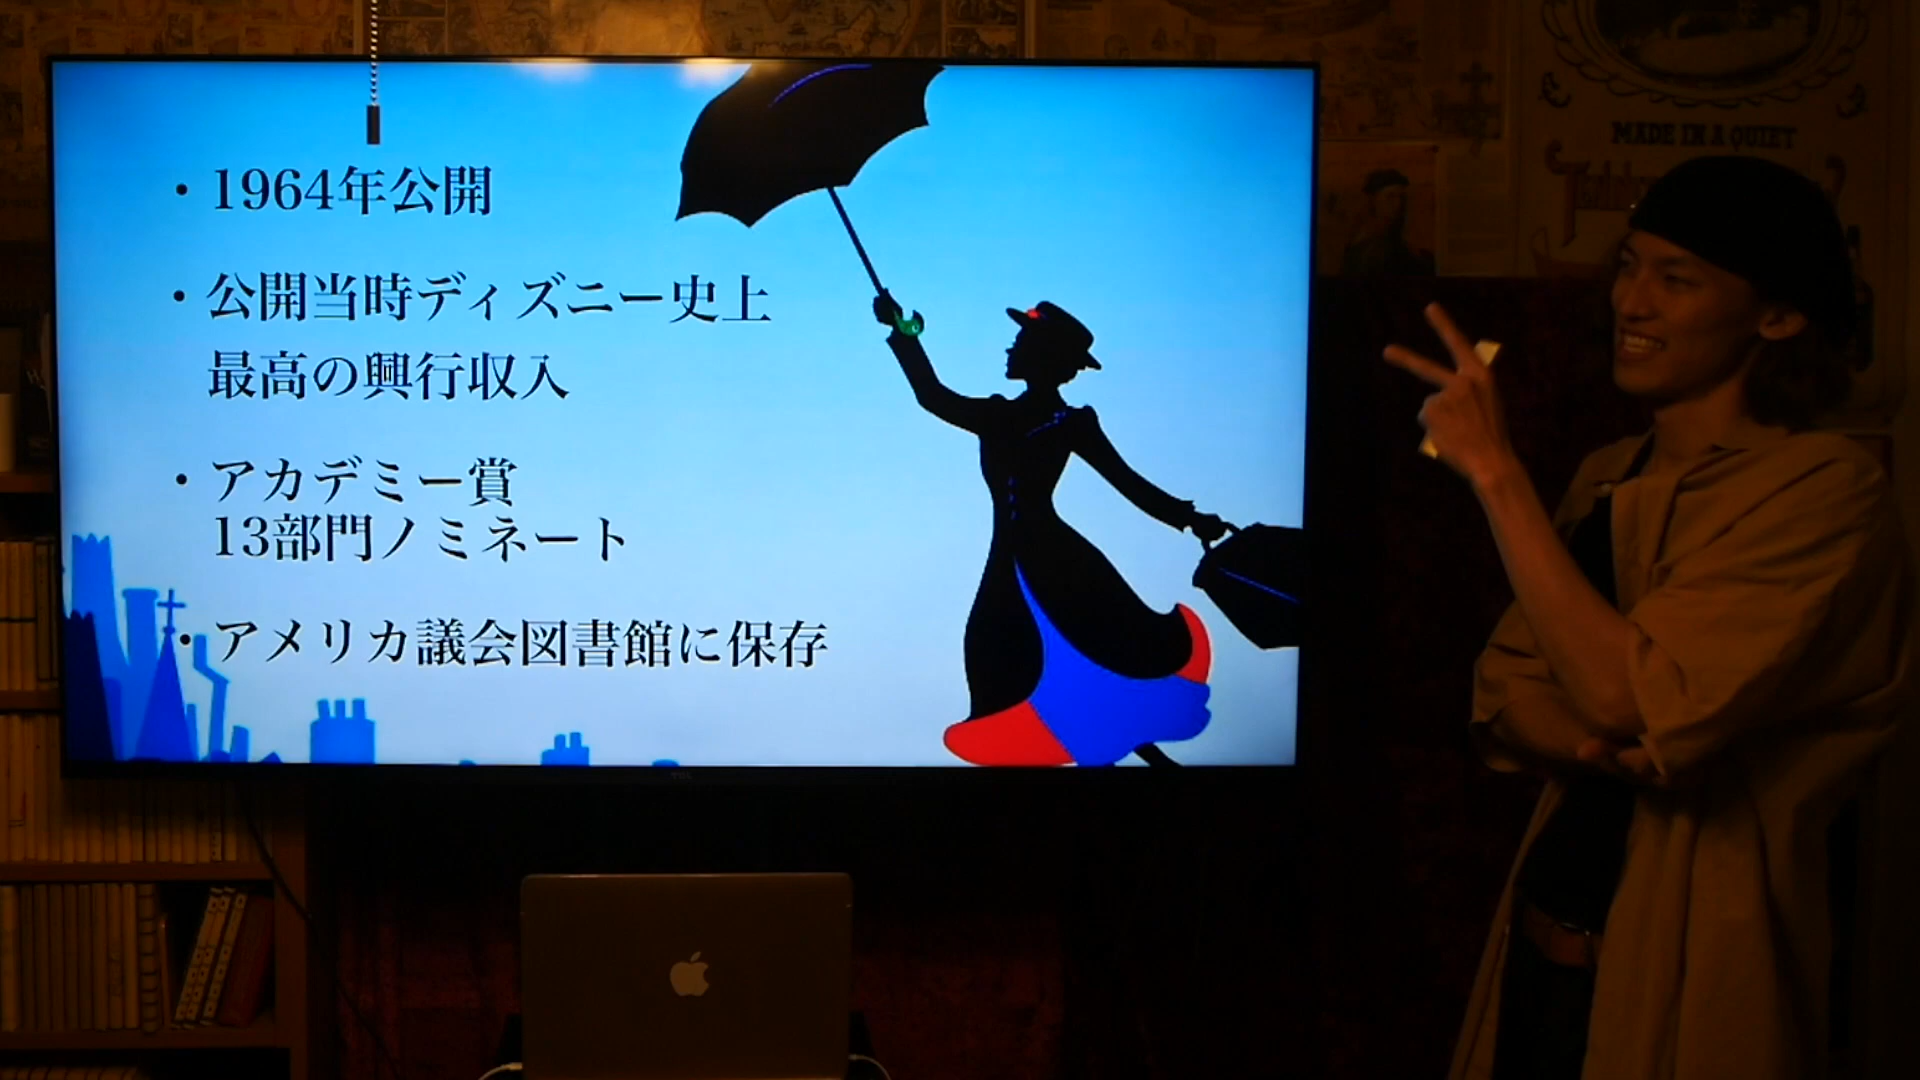 ・1964年公開
・公開当時ディズニー史上
最高の興行収入
・アカデミー賞
13部門ノミネート
・アメリカ議会図書館に保存
MADE IN A QUIET
TCL